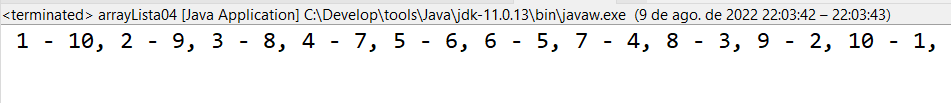 <terminated> arrayLista04 [Java Application] C:\Develop\tools\Java\jdk-11.0.13\bin\javaw.exe (9 de ago. de 2022 22:03:42 – 22:03:43)
1 - 10, 2 - 9, 3 - 8, 4 - 7, 5 - 6, 6 - 5, 7 - 4, 8 - 3, 9 - 2, 10 - 1,